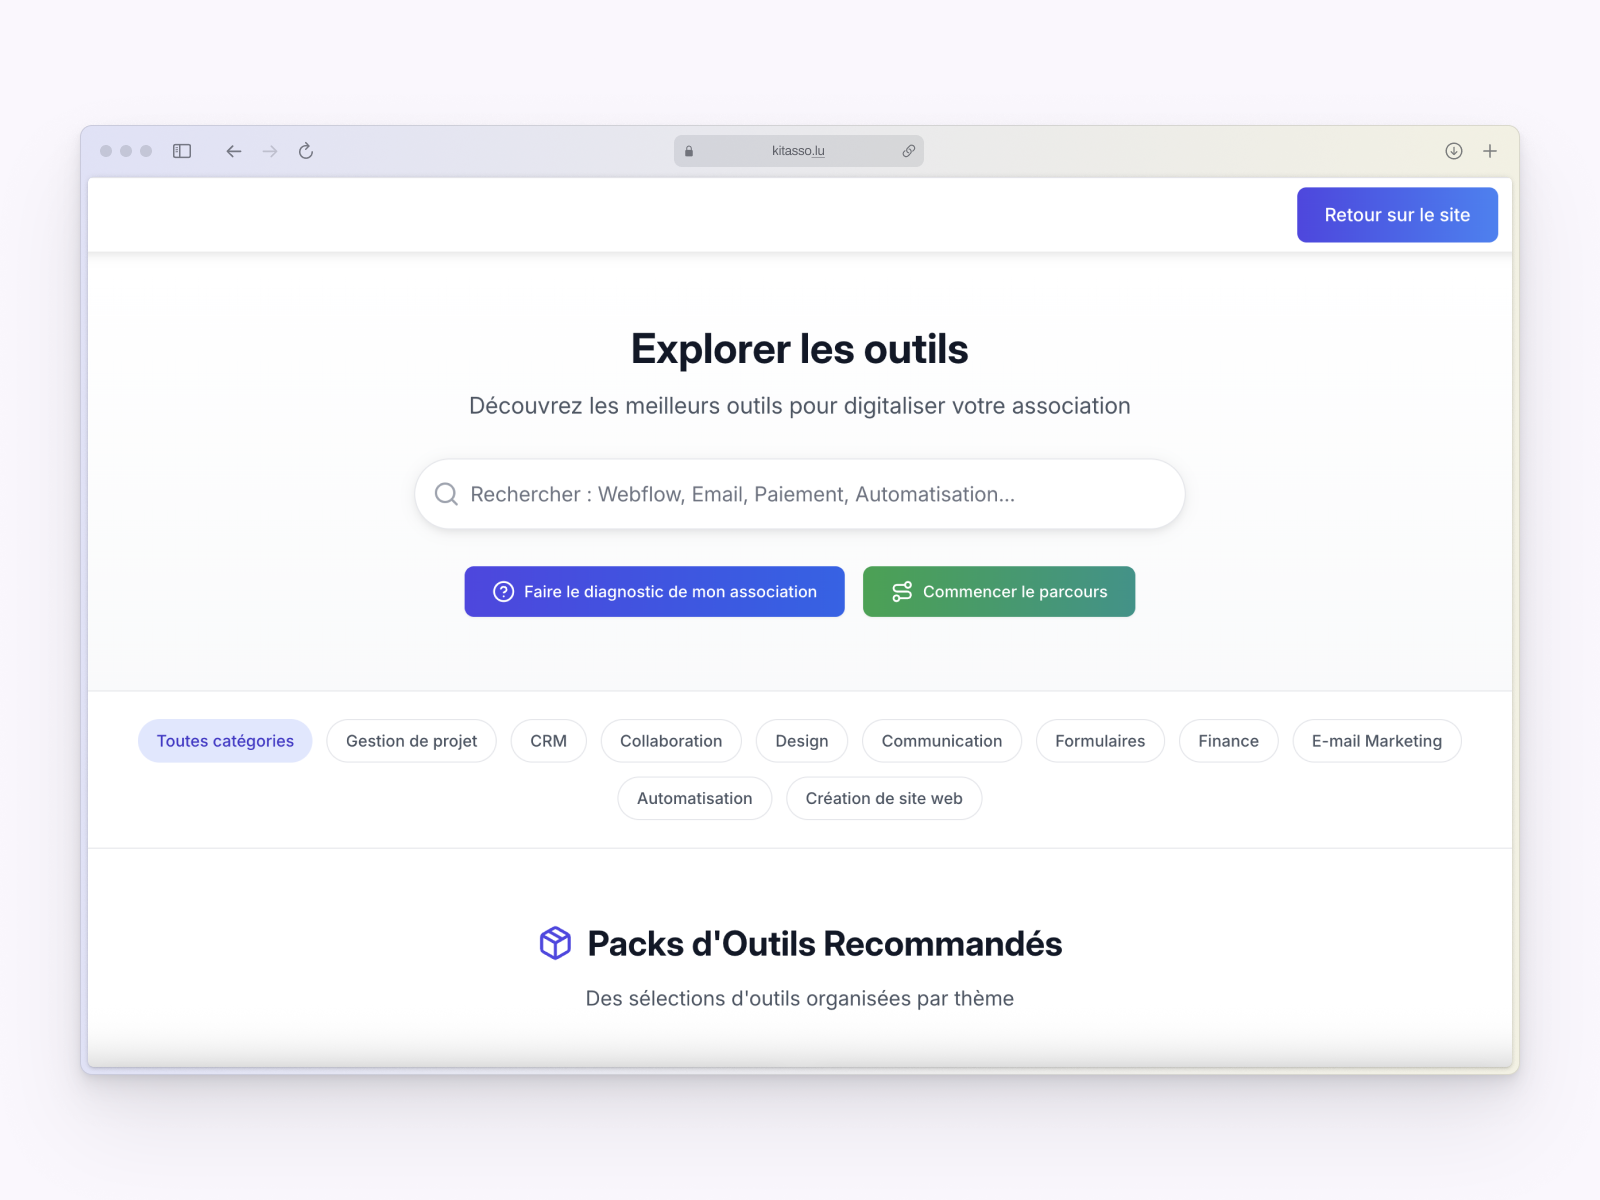 kitasso.lu
Retour sur le site
Explorer les outils
Découvrez les meilleurs outils pour digitaliser votre association
Rechercher : Webflow, Email, Paiement, Automatisation...
Faire le diagnostic de mon association
Commencer le parcours
Toutes catégories
Gestion de projet
CRM
Collaboration
Design
Communication
Formulaires
Finance
E-mail Marketing
Automatisation
Création de site web
Packs d'Outils Recommandés
Des sélections d'outils organisées par thème